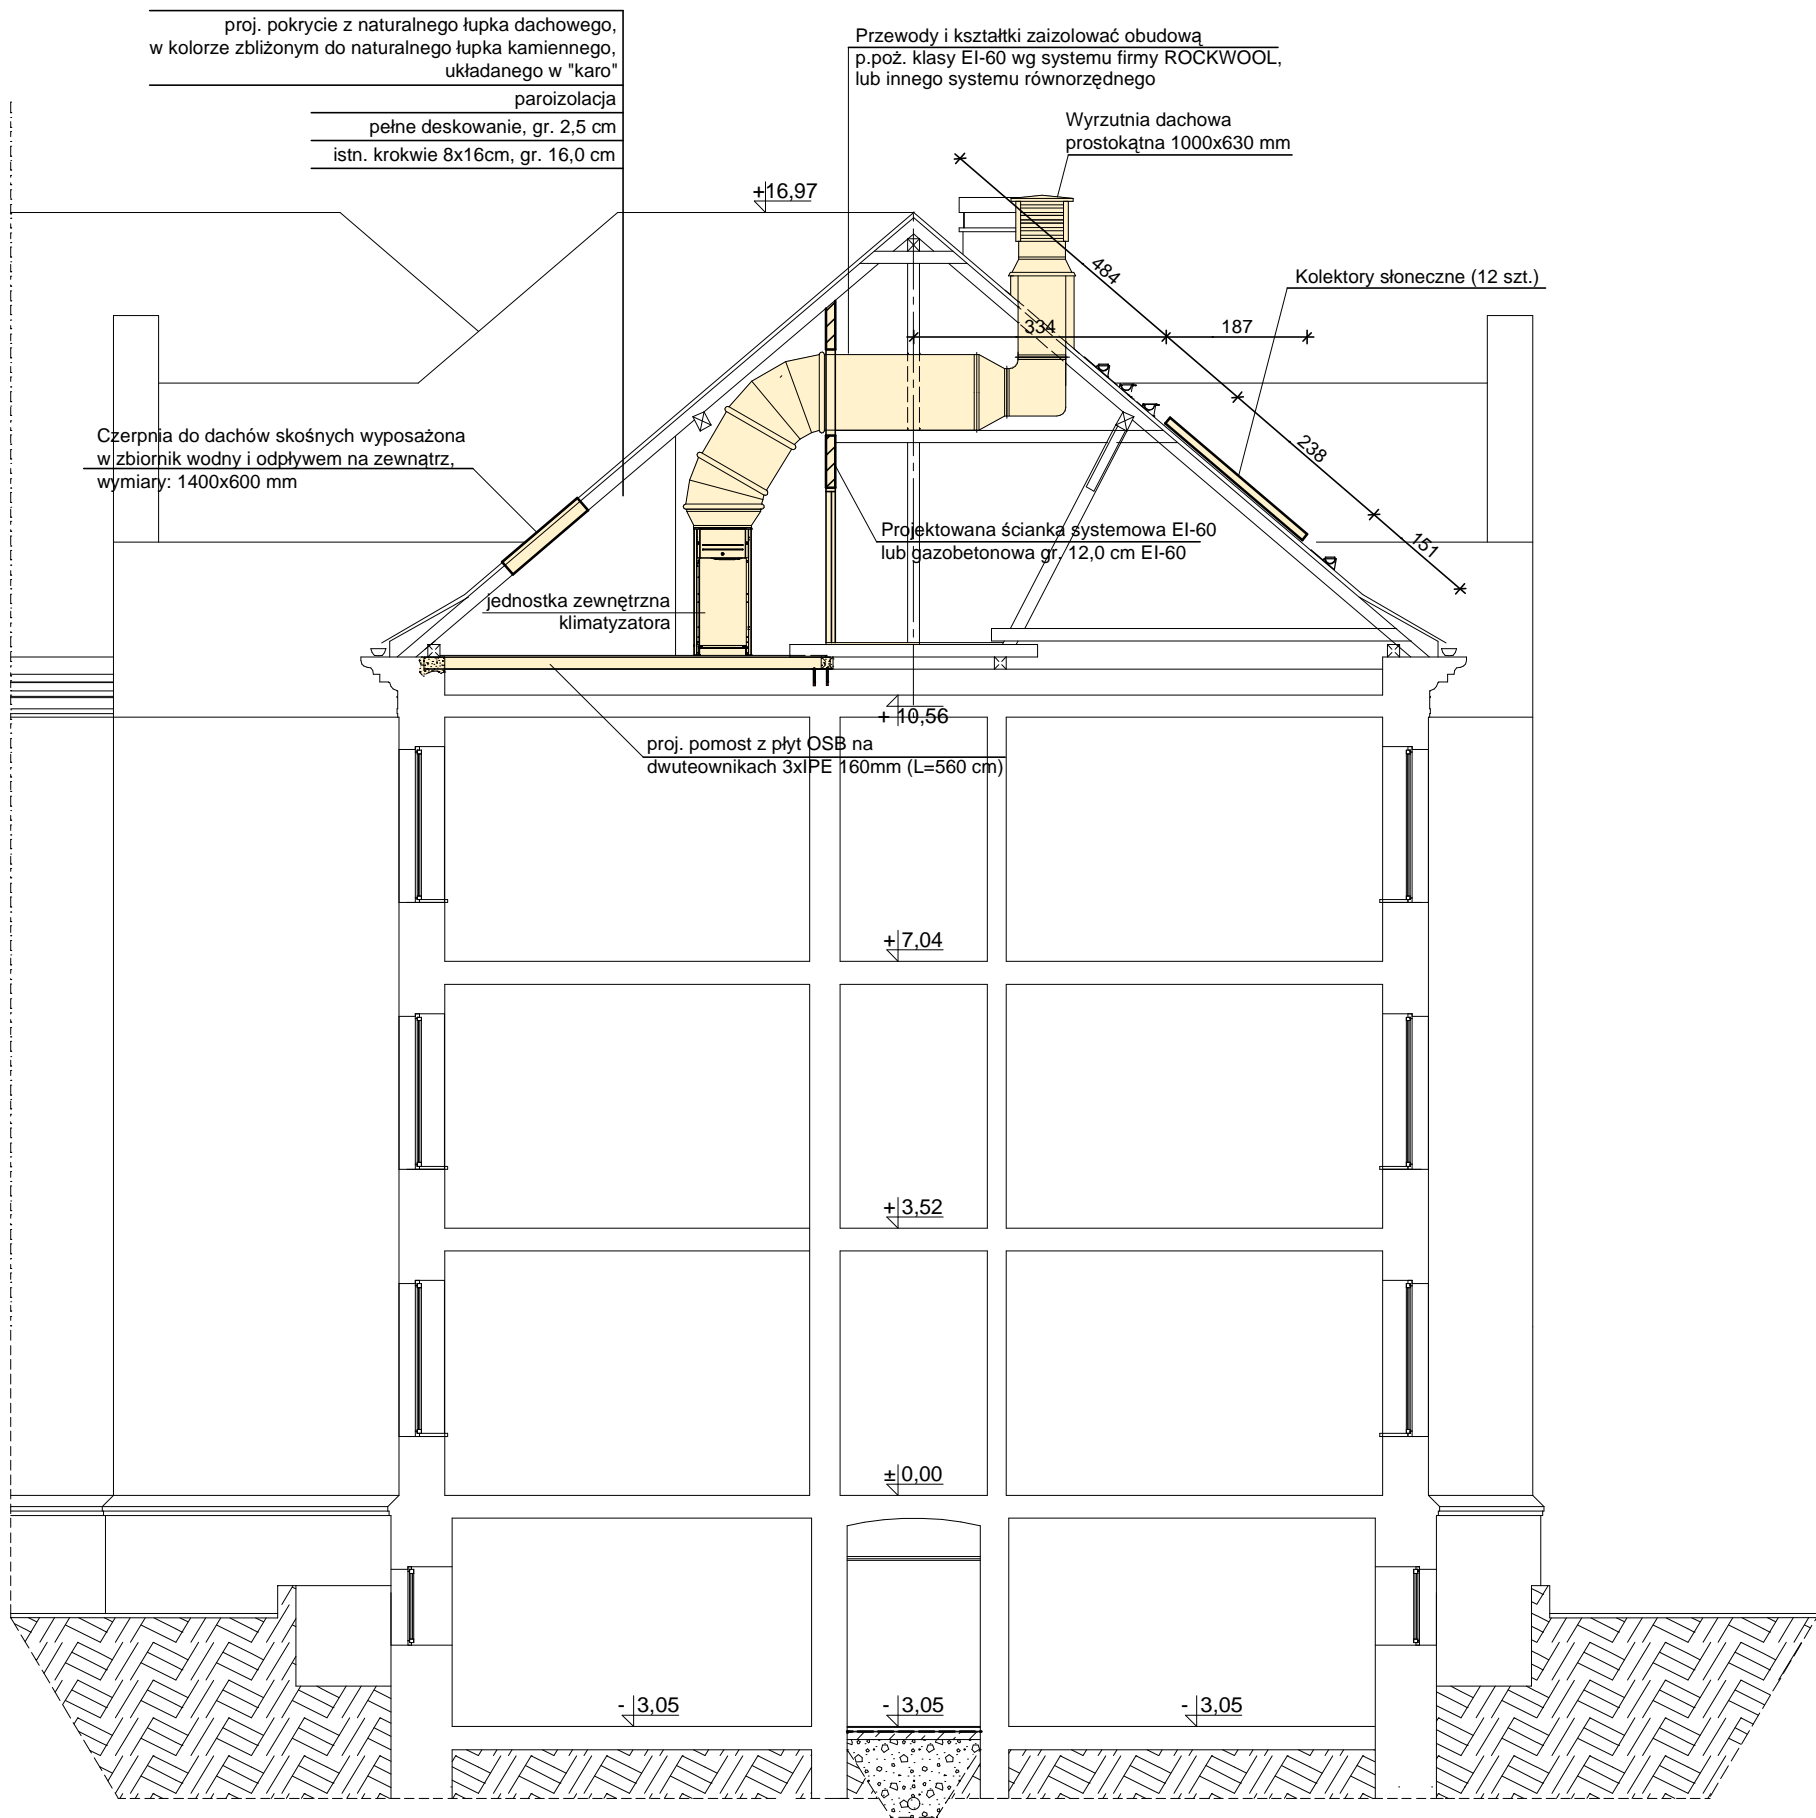 proj. pokrycie z naturalnego łupka dachowego,
w kolorze zbliżonym do naturalnego łupka kamiennego,
układanego w "karo"
paroizolacja
pełne deskowanie, gr. 2,5 cm
istn. krokwie 8x16cm, gr. 16,0 cm
Przewody i kształtki zaizolować obudową
p.poż. klasy EI-60 wg systemu firmy ROCKWOOL,
lub innego systemu równorzędnego
Wyrzutnia dachowa
prostokątna 1000x630 mm
+16,97
484
Kolektory słoneczne (12 szt.)
334
187
Czerpnia do dachów skośnych wyposażona
w zbiornik wodny i odpływem na zewnątrz,
wymiary: 1400x600 mm
238
Projektowana ścianka systemowa EI-60
lub gazobetonowa gr. 12,0 cm EI-60
151
jednostka zewnętrzna
klimatyzatora
+ 10,56
proj. pomost z płyt OSB na
dwuteownikach 3xIPE 160mm (L=560 cm)
+ 7,04
+ 3,52
± 0,00
- 3,05
- 3,05
- 3,05